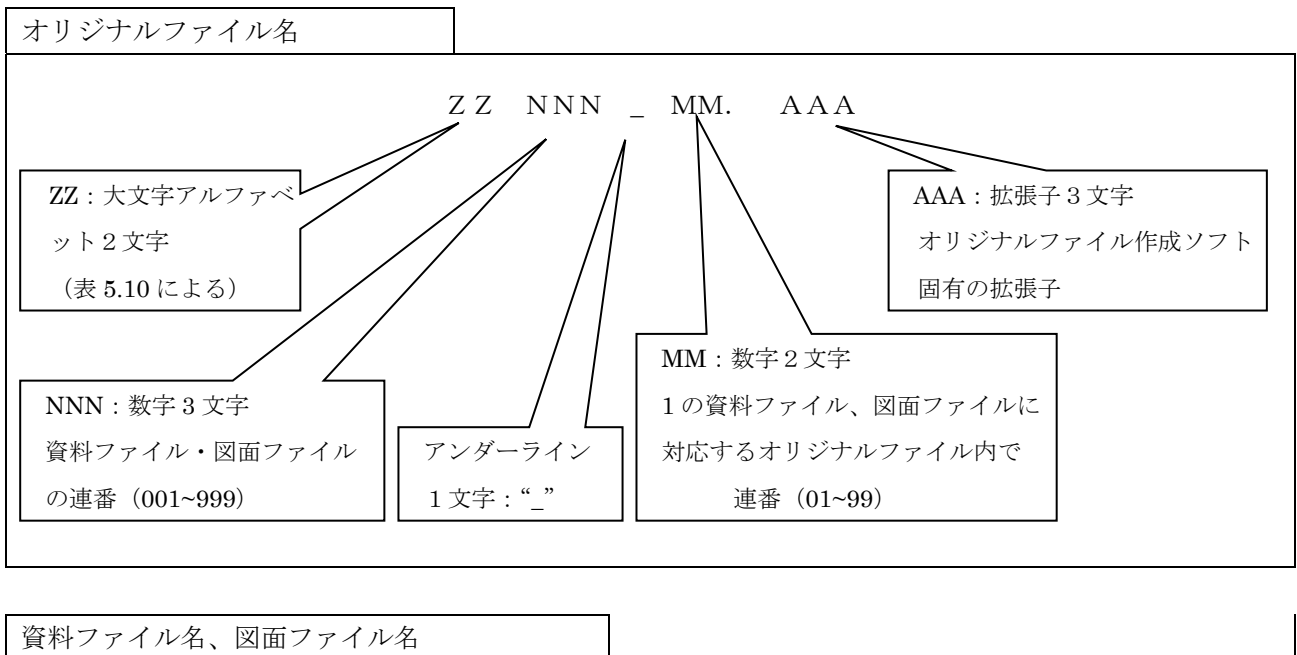 オリジナルファイル名
ＺＺ　ＮＮＮ　_　ＭＭ.　ＡＡＡ
ZZ：大文字アルファベ
ット２文字
（表 5.10 による）
AAA：拡張子３文字
オリジナルファイル作成ソフト
固有の拡張子
NNN：数字３文字
資料ファイル・図面ファイル
の連番（001~999）
アンダーライン
１文字：“_”
MM：数字２文字
１の資料ファイル、図面ファイルに
対応するオリジナルファイル内で
連番（01~99）
資料ファイル名、図面ファイル名